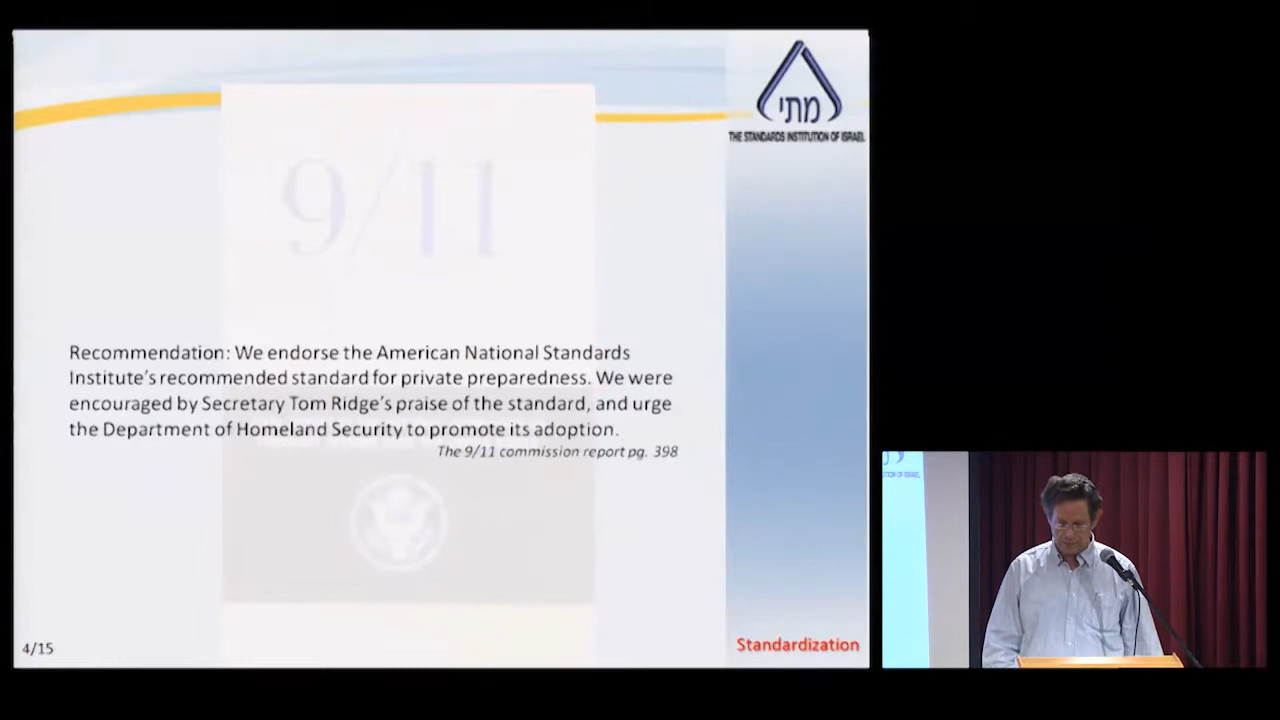 מתי
THE STANDARDS INSTITUTION OF ISRAEL
9/11
Recommendation: We endorse the American National Standards
Institute's recommended standard for private preparedness. We were
encouraged by Secretary Tom Ridge's praise of the standard, and urge
the Department of Homeland Security to promote its adoption.
The 9/11 commission report pg. 398
4/15
Standardization